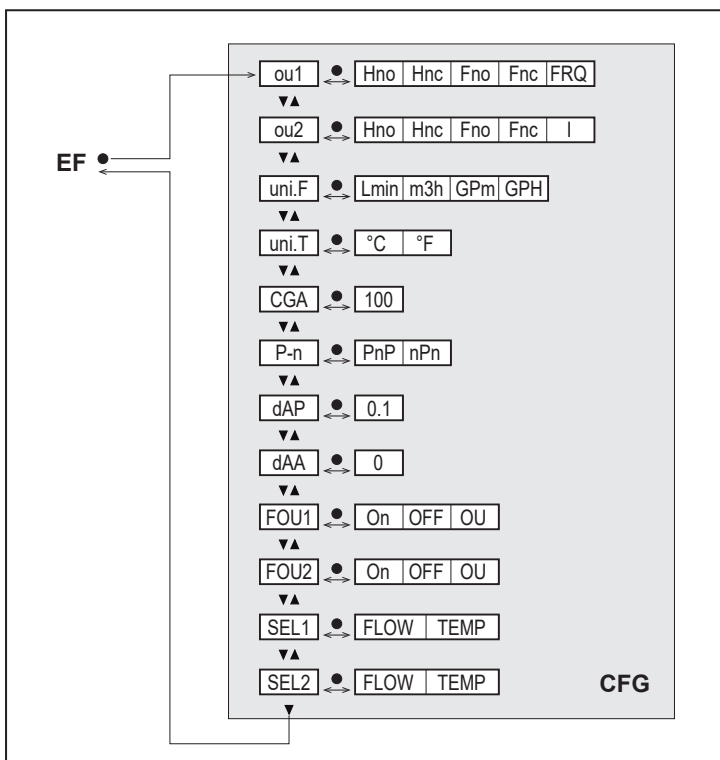 ou1 Hno Hnc Fno Fnc FRQ
ou2 Hno Hnc Fno Fnc I
EF
uni.F Lmin m3h GPm GPH
uni.T °C °F
CGA 100
P-n PnP nPn
dAP 0.1
dAA 0
FOU1 On OFF OU
FOU2 On OFF OU
SEL1 FLOW TEMP
SEL2 FLOW TEMP
CFG